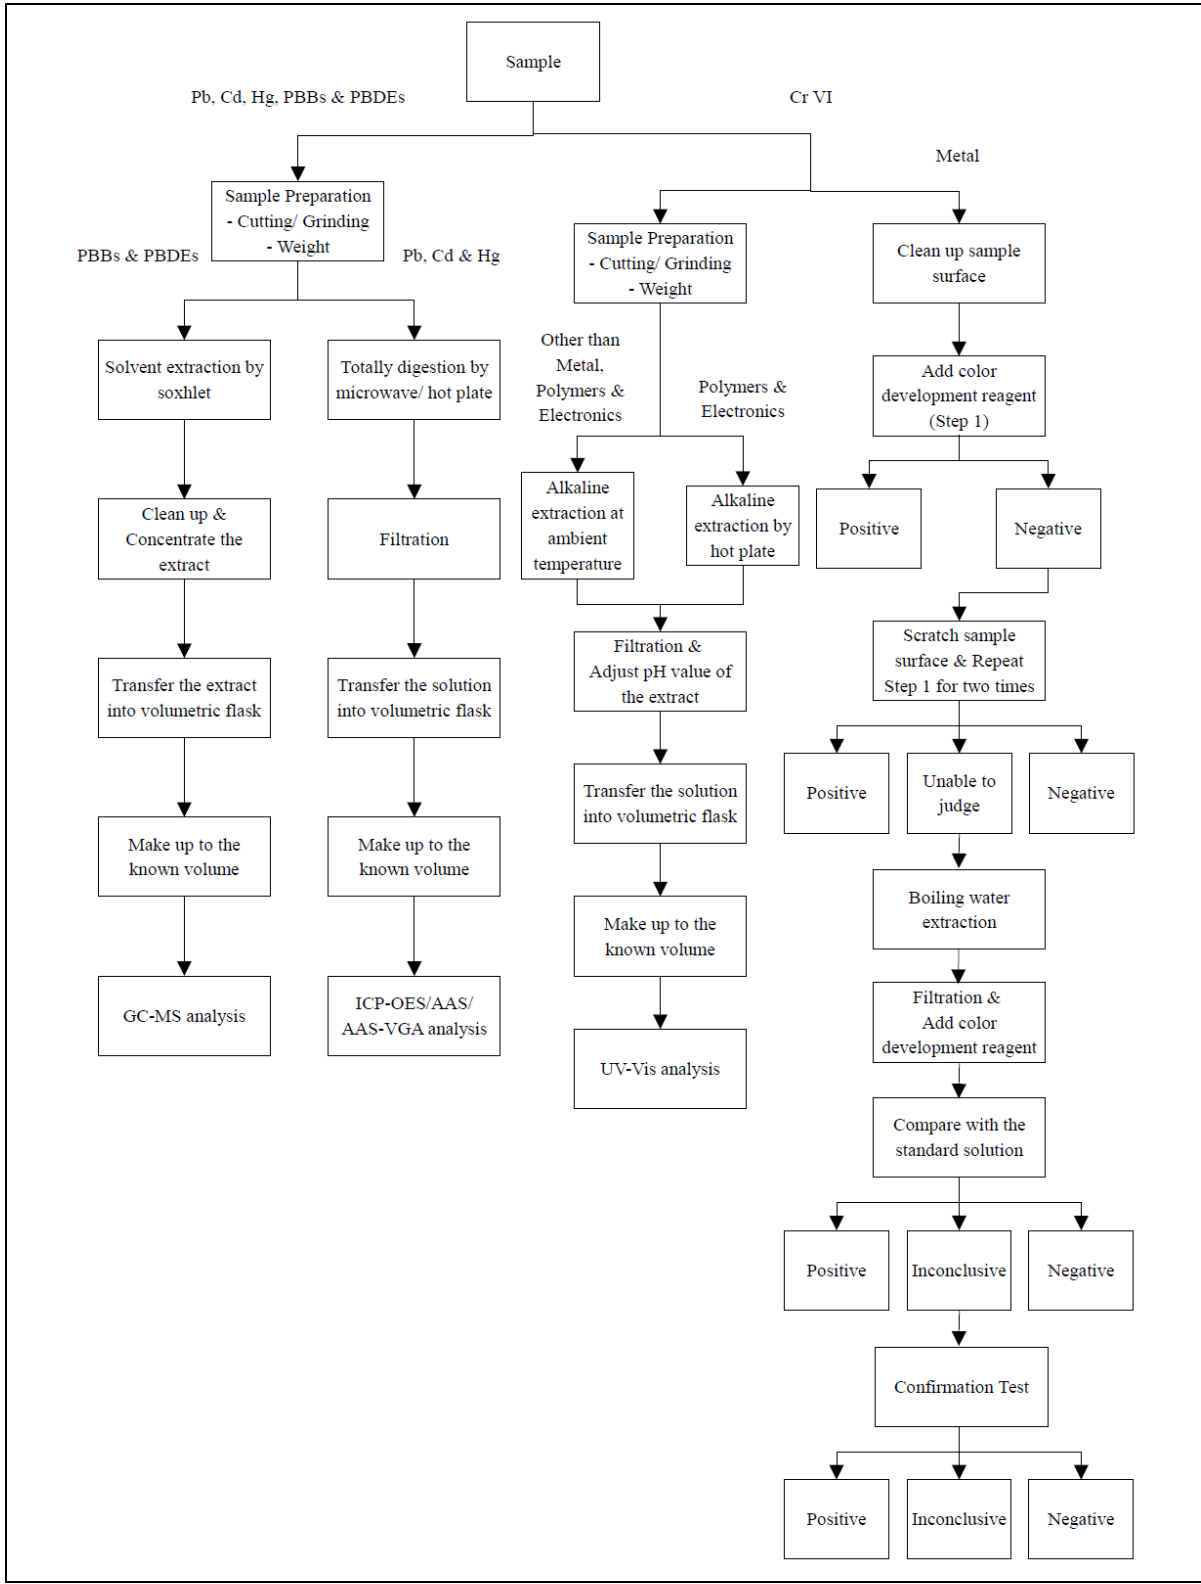 Sample
Pb, Cd, Hg, PBBs & PBDEs
Cr VI
Metal
Sample Preparation
- Cutting/ Grinding
- Weight
PBBs & PBDEs
Pb, Cd & Hg
Solvent extraction by
soxhlet
Clean up &
Concentrate the
extract
Transfer the extract
into volumetric flask
Make up to the
known volume
GC-MS analysis
Totally digestion by
microwave/ hot plate
Filtration
Transfer the solution
into volumetric flask
Make up to the
known volume
ICP-OES/AAS/
AAS-VGA analysis
Sample Preparation
- Cutting/ Grinding
- Weight
Other than
Metal,
Polymers &
Electronics
Polymers &
Electronics
Alkaline
extraction at
ambient
temperature
Alkaline
extraction by
hot plate
Filtration &
Adjust pH value of
the extract
Transfer the solution
into volumetric flask
Make up to the
known volume
UV-Vis analysis
Clean up sample
surface
Add color
development reagent
(Step 1)
Positive
Negative
Scratch sample
surface & Repeat
Step 1 for two times
Positive
Unable to
judge
Negative
Boiling water
extraction
Filtration &
Add color
development reagent
Compare with the
standard solution
Positive
Inconclusive
Negative
Confirmation Test
Positive
Inconclusive
Negative